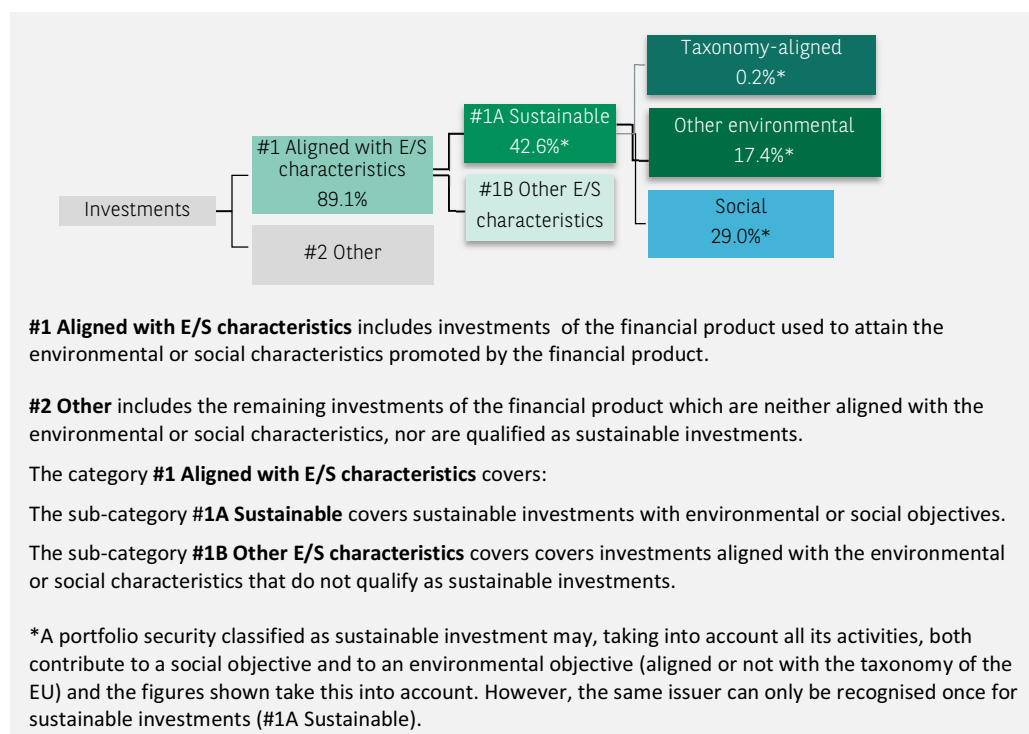 Taxonomy-aligned
0.2%*
#1A Sustainable
42.6%*
Other environmental
17.4%*
#1 Aligned with E/S
characteristics
89.1%
#1B Other E/S
characteristics
Investments
Social
29.0%*
#2 Other
#1 Aligned with E/S characteristics includes investments of the financial product used to attain the
environmental or social characteristics promoted by the financial product.
#2 Other includes the remaining investments of the financial product which are neither aligned with the
environmental or social characteristics, nor are qualified as sustainable investments.
The category #1 Aligned with E/S characteristics covers:
The sub-category #1A Sustainable covers sustainable investments with environmental or social objectives.
The sub-category #1B Other E/S characteristics covers covers investments aligned with the environmental
or social characteristics that do not qualify as sustainable investments.
*A portfolio security classified as sustainable investment may, taking into account all its activities, both
contribute to a social objective and to an environmental objective (aligned or not with the taxonomy of the
EU) and the figures shown take this into account. However, the same issuer can only be recognised once for
sustainable investments (#1A Sustainable).